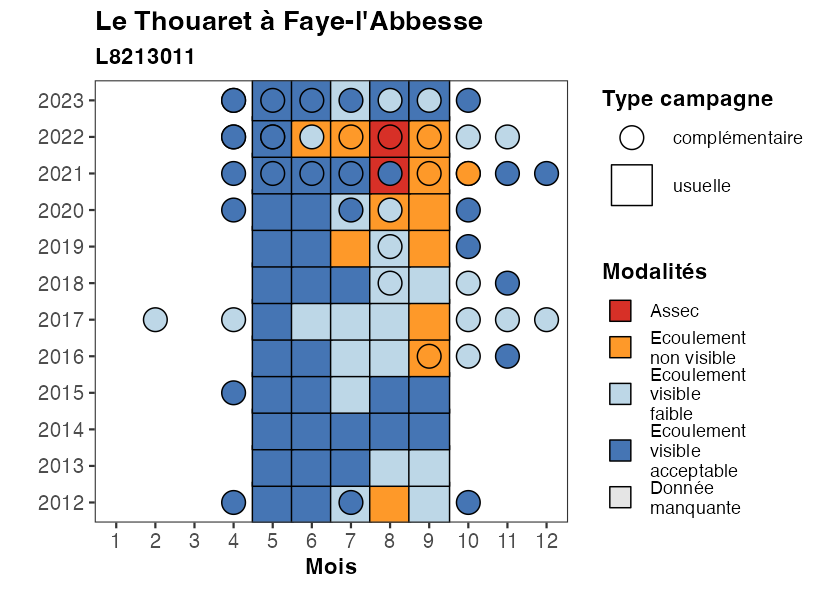 Le Thouaret à Faye-l'Abbesse
L8213011
2023
2022
2021
2020
2019
2018
2017
2016
2015
2014
2013
2012
1 2 3 4 5 6 7 8 9 10 11 12
Mois
Type campagne
complémentaire
usuelle
Modalités
Assec
Ecoulement
non visible
Ecoulement
visible
faible
Ecoulement
visible
acceptable
Donnée
manquante